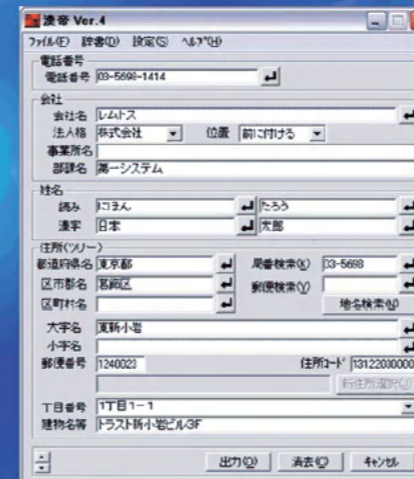 漢帝 Ver.4
ファイル(F) 辞書(D) 設定(S) ヘルプ(H)
電話番号
電話番号 03-5698-1414
会社
会社名 レムトス
法人格 株式会社 位置 前に付ける
事業所名
部課名 第一システム
姓名
読み にほん たろう
漢字 日本 太郎
住所(ツリー)
都道府県名 東京都 局番検索(K) 03-5698
区市郡名 葛飾区 郵便検索(Y)
区町村名 地名検索(M)
大字名 東新小岩
小字名
郵便番号 1240023 住所コード 13122030000
新住所選択(J)
丁目番号 1丁目1-1
建物名等 トラスト新小岩ビル3F
出力(O) 消去(C) キャンセル